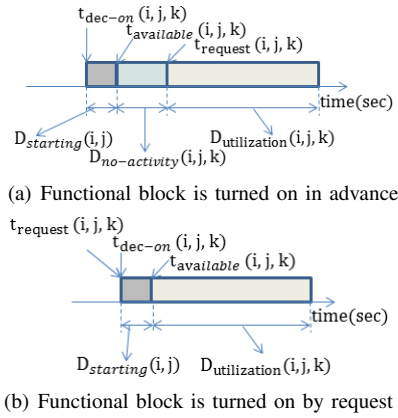 t_dec-on (i, j, k)
t_available (i, j, k)
t_request (i, j, k)
time(sec)
D_starting(i, j)
D_utilization(i, j, k)
D_no-activity(i, j, k)
(a) Functional block is turned on in advance
t_request (i, j, k)
t_dec-on (i, j, k)
t_available (i, j, k)
time(sec)
D_starting(i, j)
D_utilization(i, j, k)
(b) Functional block is turned on by request